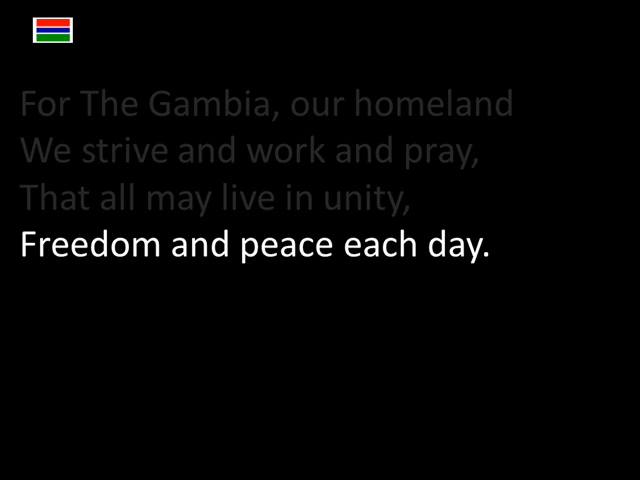 For The Gambia, our homeland
We strive and work and pray,
That all may live in unity,
Freedom and peace each day.